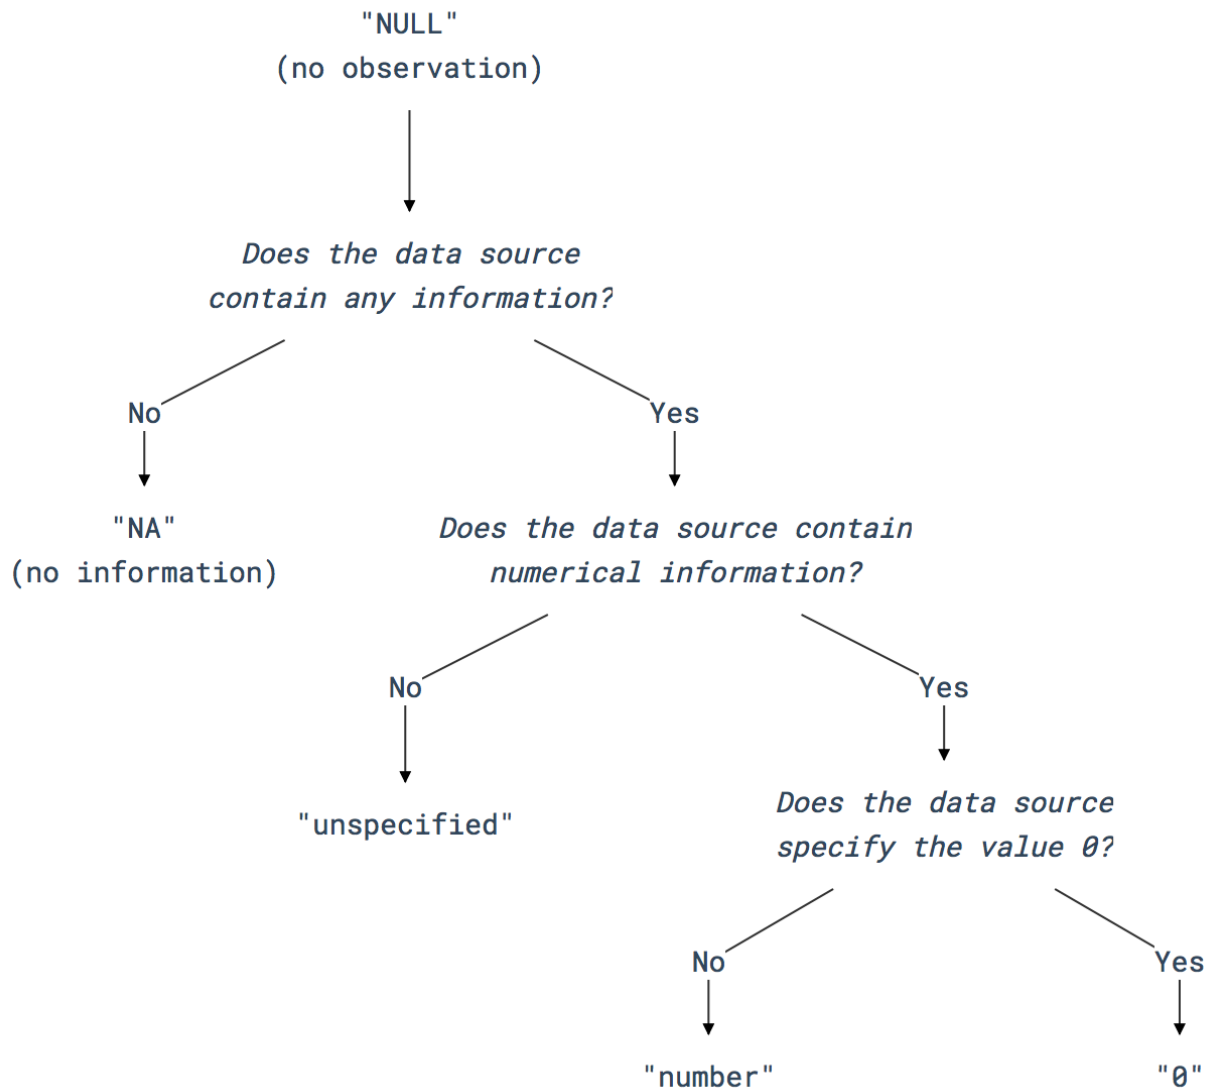 "NULL"
(no observation)
Does the data source
contain any information?
No
Yes
"NA"
(no information)
Does the data source contain
numerical information?
No
Yes
"unspecified"
Does the data source
specify the value 0?
No
Yes
"number"
"0"